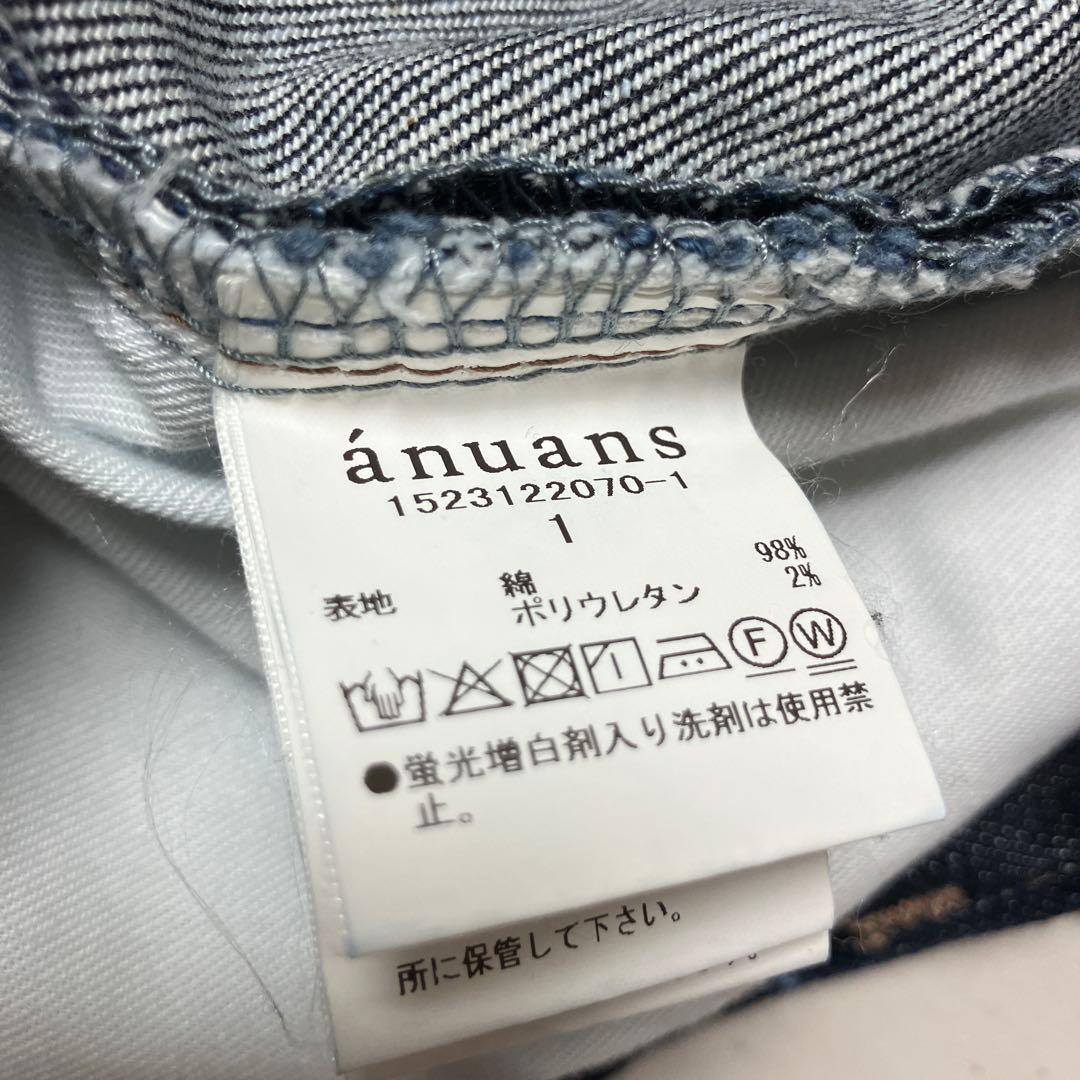 ánuans
1523122070-1
1
表地 綿 98%
ポリウレタン 2%
F W
●蛍光増白剤入り洗剤は使用禁
止。
所に保管して下さい。